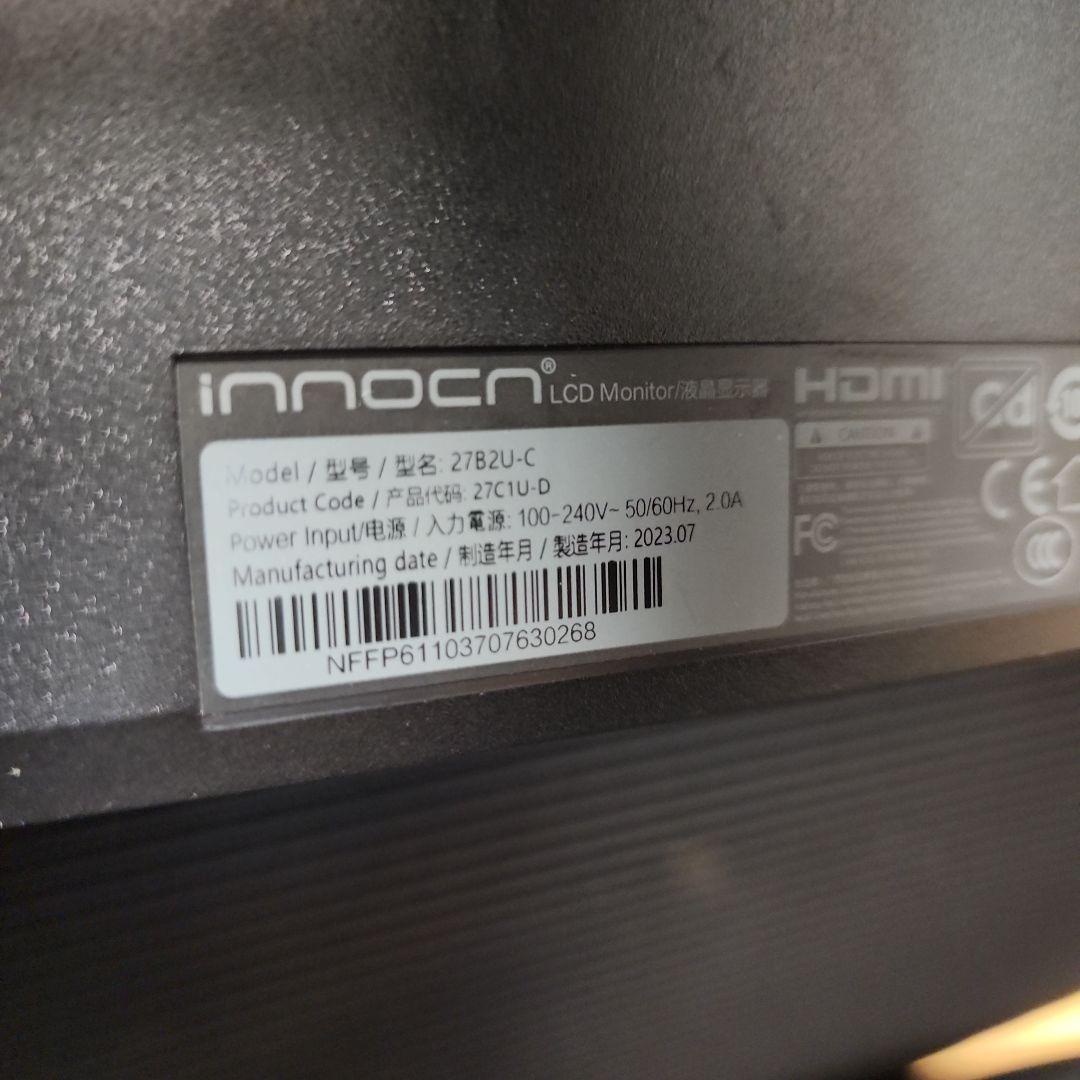 innocn® LCD Monitor/液晶显示器
Model / 型号 / 型名: 27B2U-C
Product Code / 产品代码: 27C1U-D
Power Input/电源 / 入力電源: 100-240V~ 50/60Hz, 2.0A
Manufacturing date / 制造年月 / 製造年月: 2023.07
NFFP61103707630268
HDMI
CAUTION
FC
CE